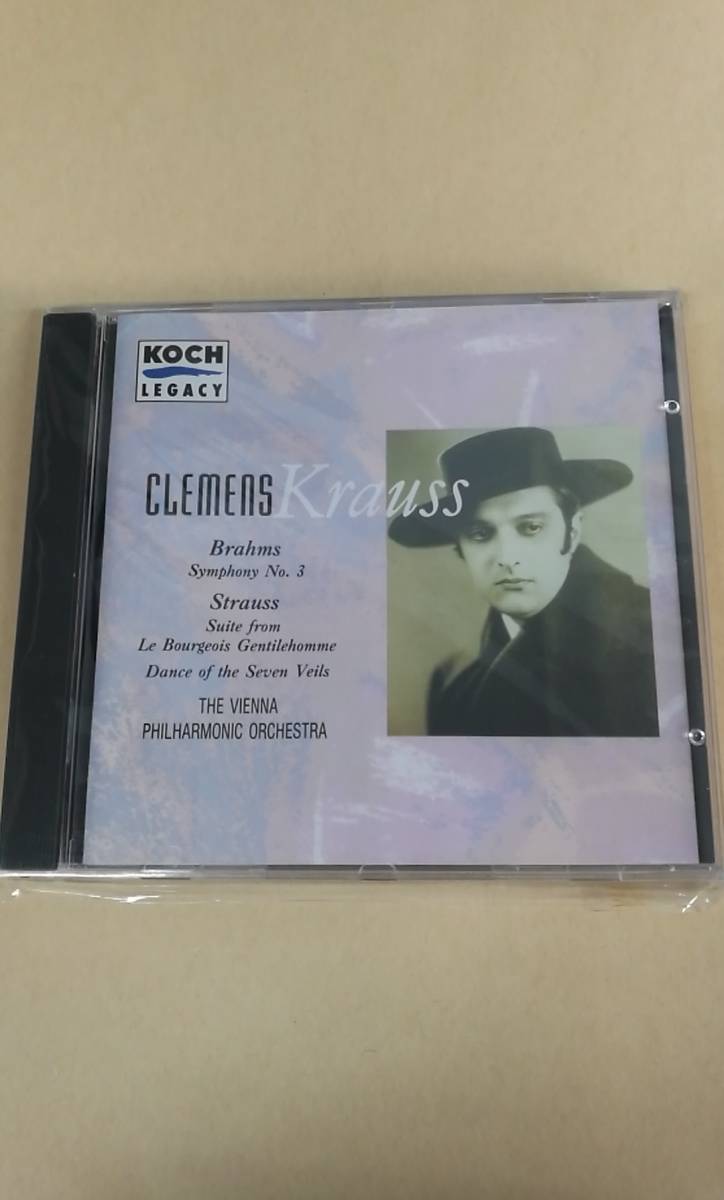 KOCH
LEGACY
CLEMENS Krauss
Brahms
Symphony No. 3
Strauss
Suite from
Le Bourgeois Gentilehomme
Dance of the Seven Veils
THE VIENNA
PHILHARMONIC ORCHESTRA